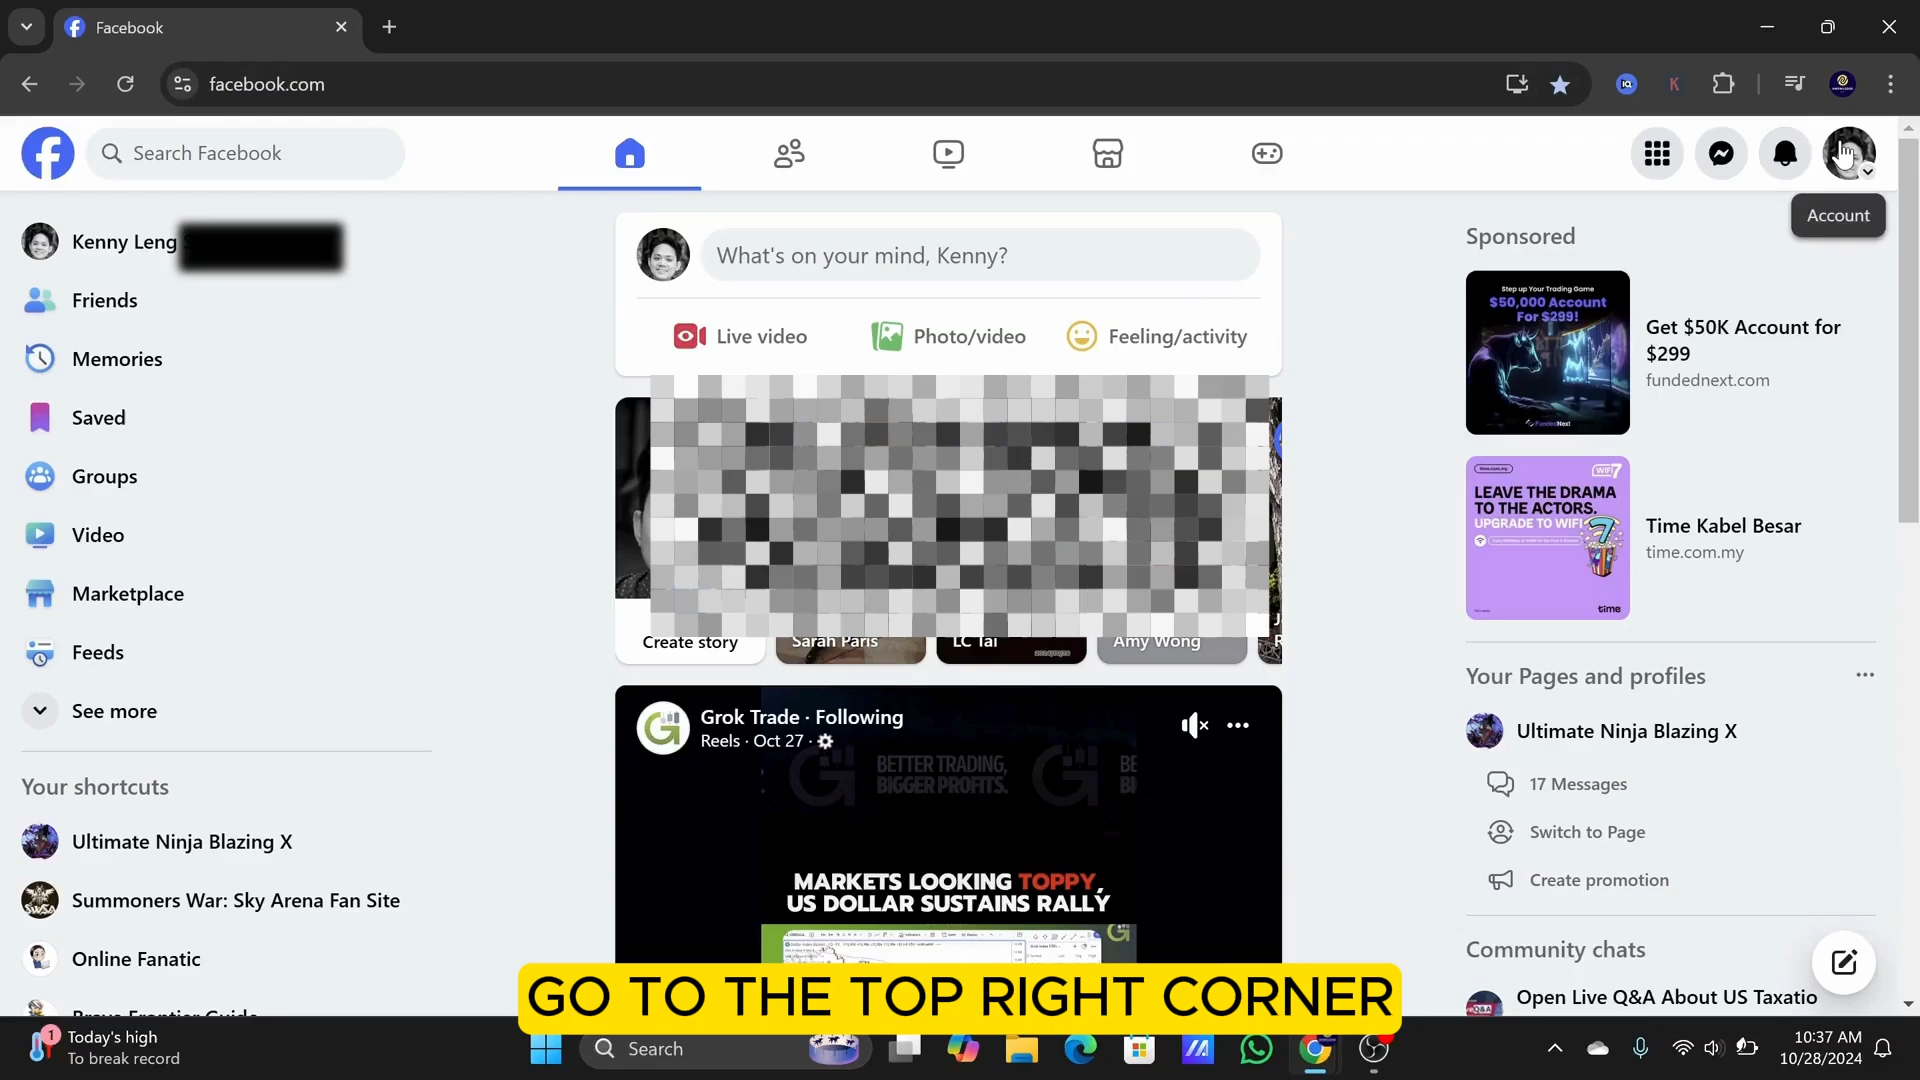 Facebook
facebook.com
Search Facebook
Account
Kenny Leng
Friends
Memories
Saved
Groups
Video
Marketplace
Feeds
See more
Your shortcuts
Ultimate Ninja Blazing X
Summoners War: Sky Arena Fan Site
Online Fanatic
What's on your mind, Kenny?
Live video
Photo/video
Feeling/activity
Create story
Sarah Paris
LC Tai
Amy Wong
Grok Trade · Following
Reels · Oct 27 ·
BETTER TRADING,
BIGGER PROFITS.
MARKETS LOOKING TOPPY,
US DOLLAR SUSTAINS RALLY
GO TO THE TOP RIGHT CORNER
Sponsored
Step up Your Trading Game
$50,000 Account
For $299!
FundedNext
Get $50K Account for
$299
fundednext.com
time.com.my
WIFI7
LEAVE THE DRAMA
TO THE ACTORS.
UPGRADE TO WIFI 7
time
Time Kabel Besar
time.com.my
Your Pages and profiles
Ultimate Ninja Blazing X
17 Messages
Switch to Page
Create promotion
Community chats
Open Live Q&A About US Taxatio
1
Today's high
To break record
Search
10:37 AM
10/28/2024